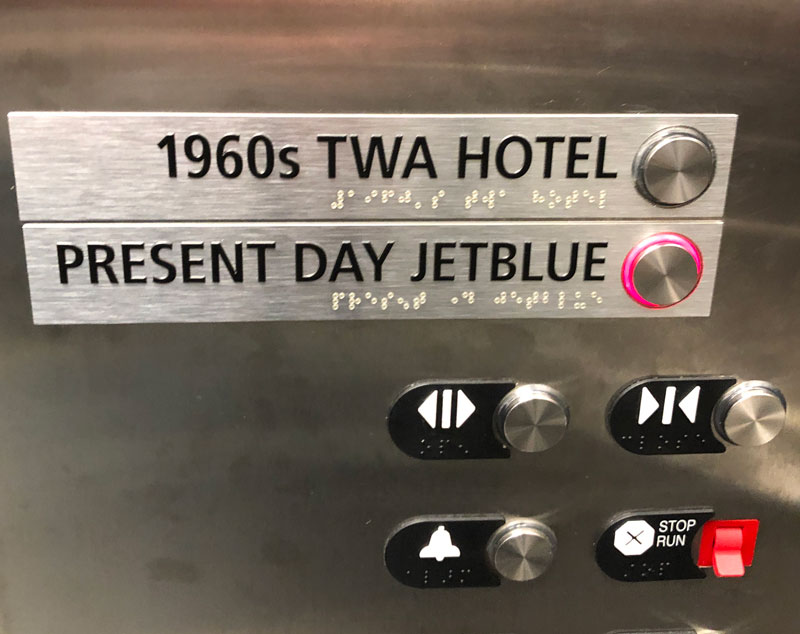 1960s TWA HOTEL
PRESENT DAY JETBLUE
STOP
RUN